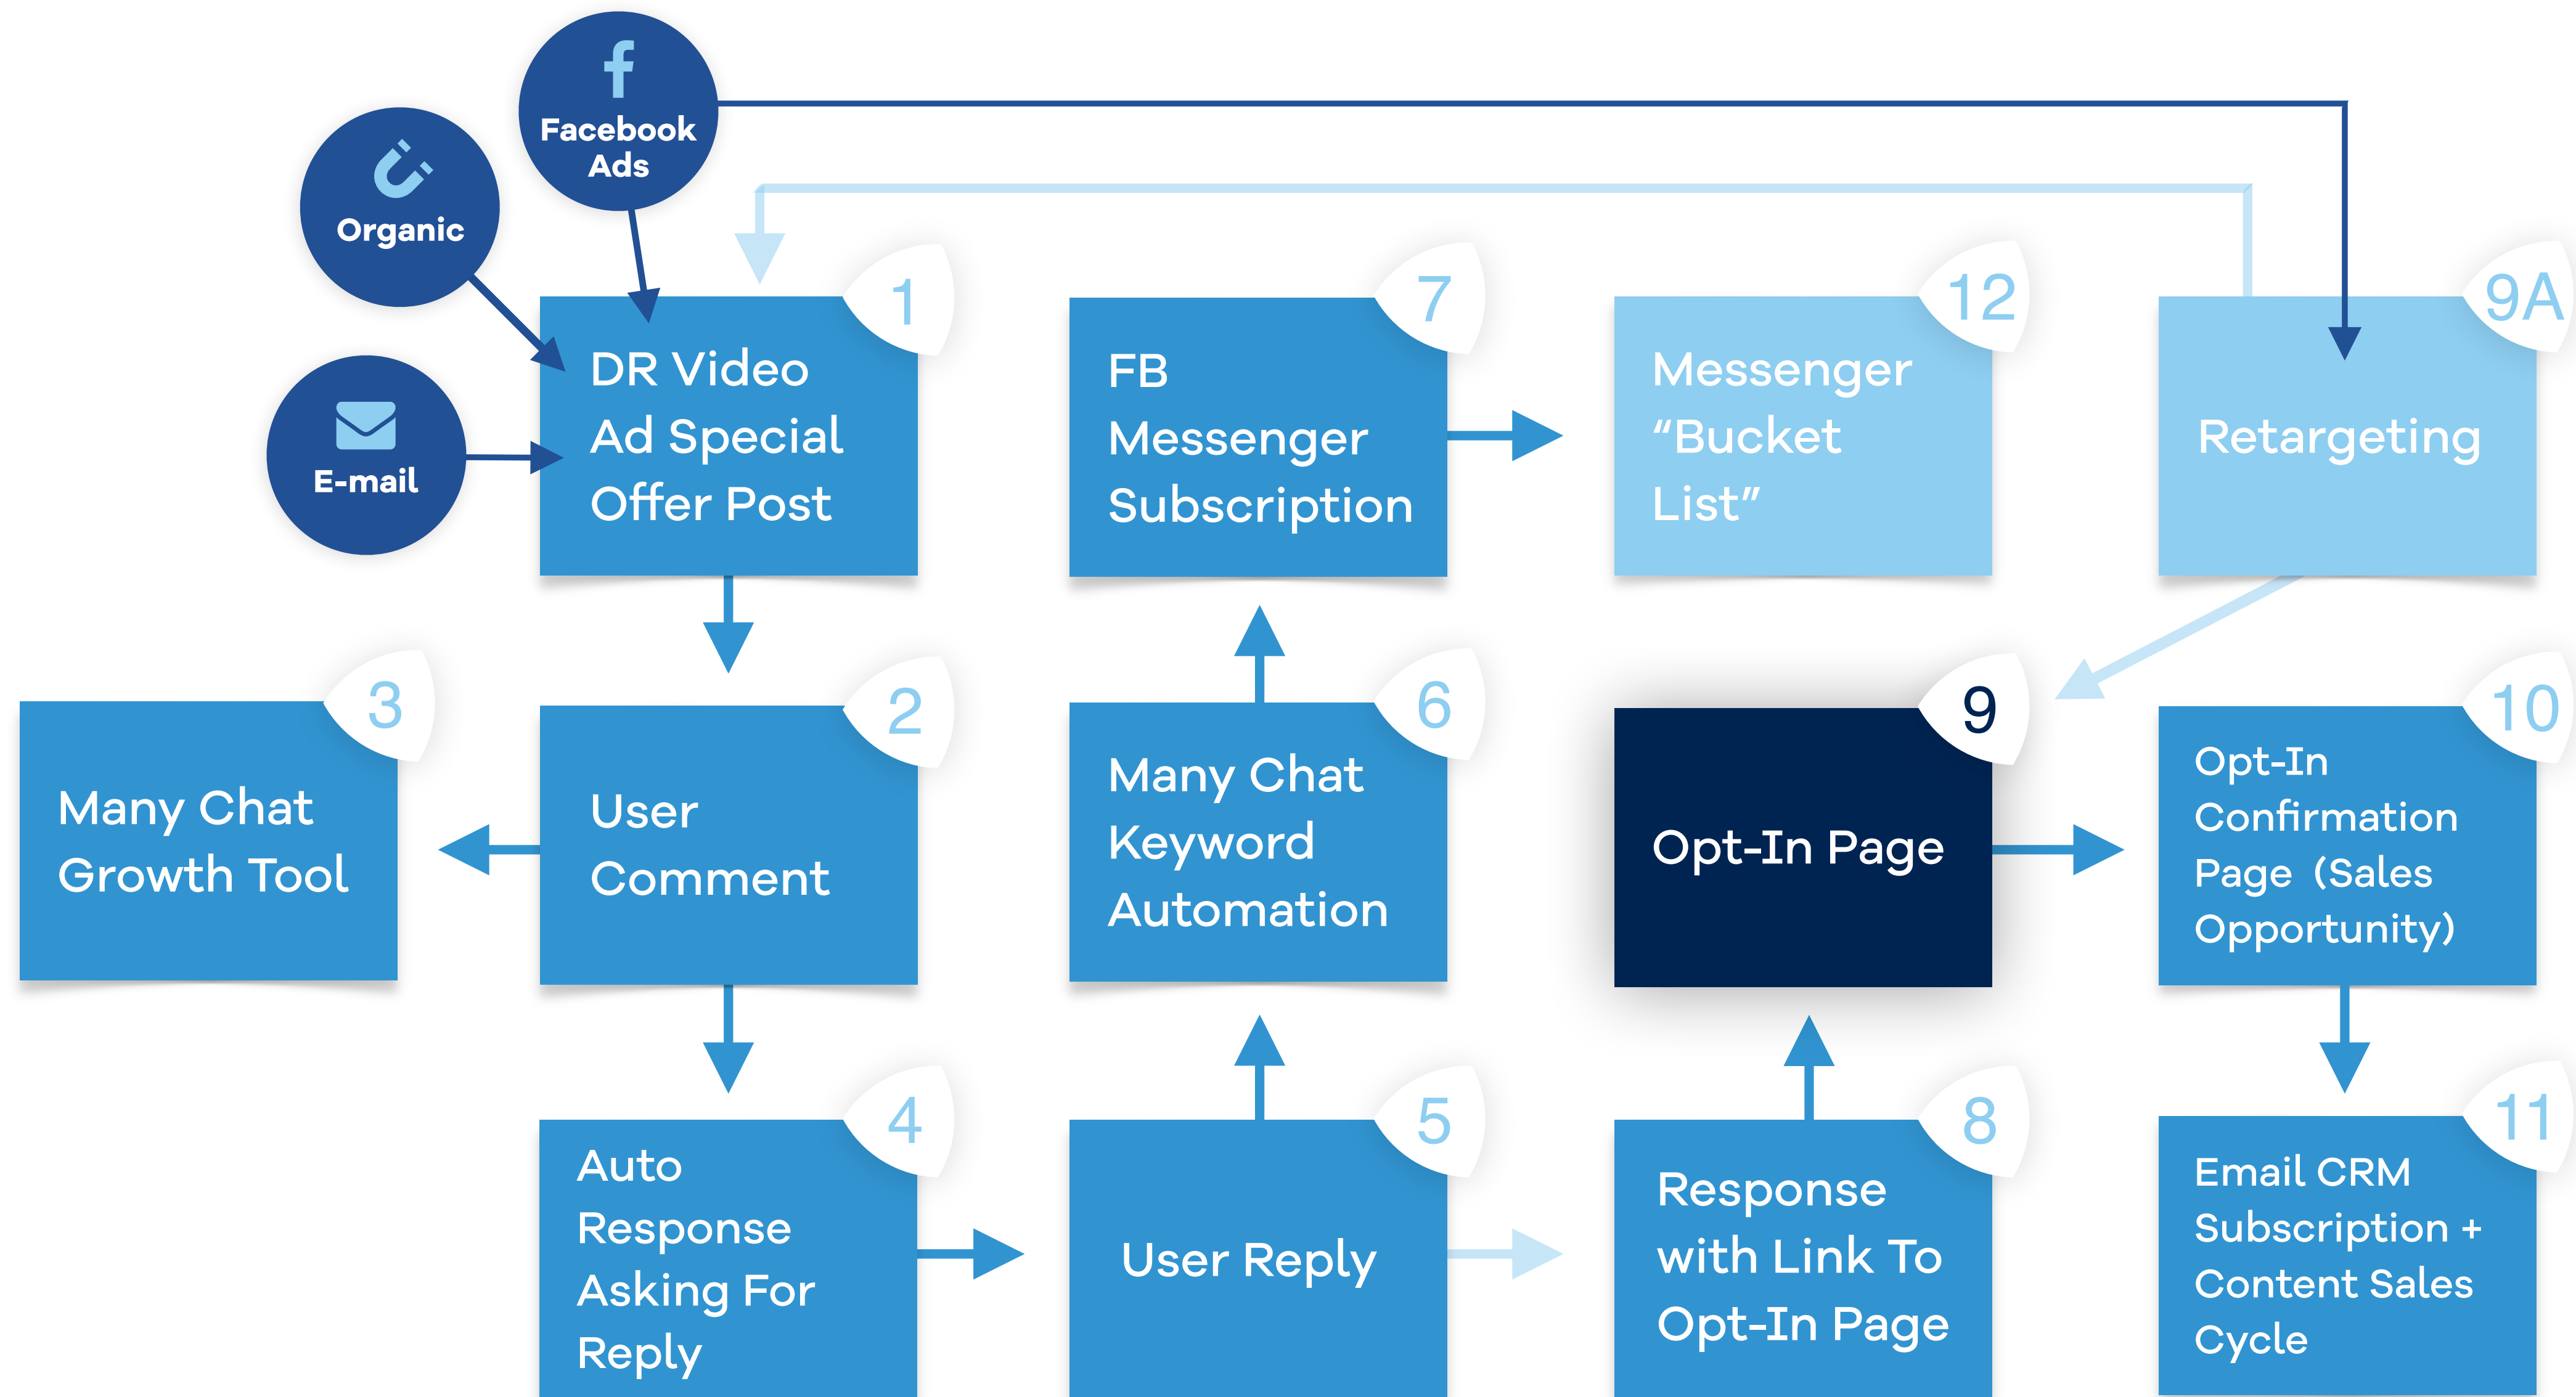 Facebook
Ads
Organic
E-mail
1
DR Video
Ad Special
Offer Post
7
FB
Messenger
Subscription
12
Messenger
“Bucket
List”
9A
Retargeting
3
Many Chat
Growth Tool
2
User
Comment
6
Many Chat
Keyword
Automation
9
Opt-In Page
10
Opt-In
Confirmation
Page (Sales
Opportunity)
4
Auto
Response
Asking For
Reply
5
User Reply
8
Response
with Link To
Opt-In Page
11
Email CRM
Subscription +
Content Sales
Cycle